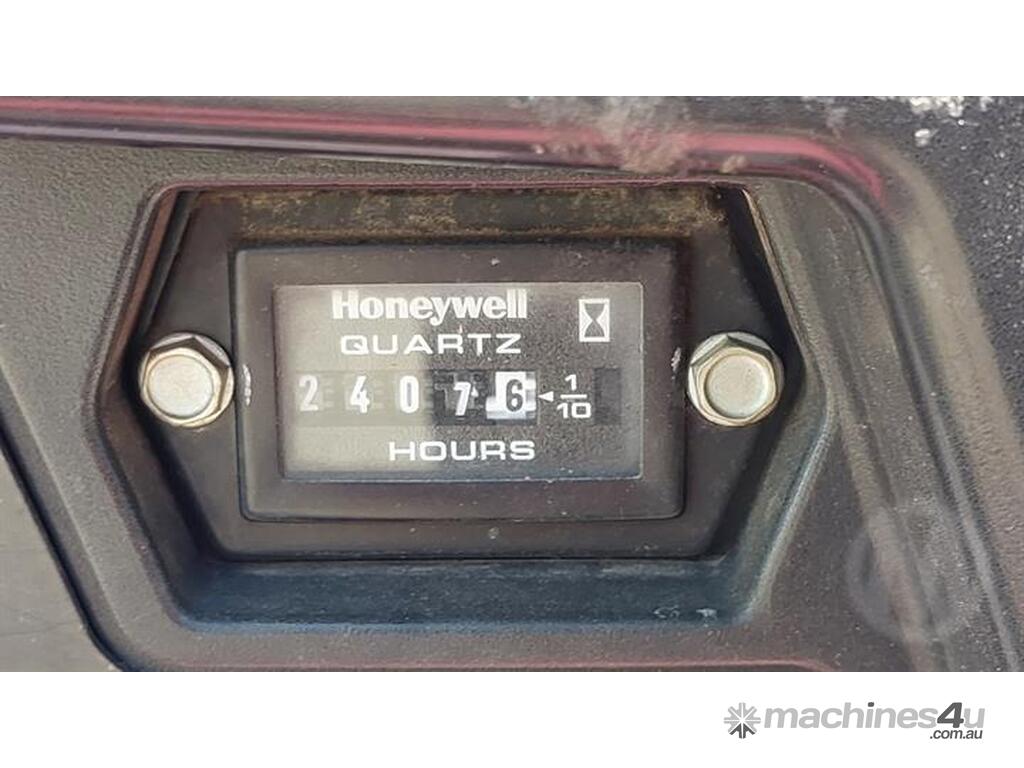 Honeywell
QUARTZ
2 4 0 7 6 ◄ 1/10
HOURS
machines4u
.com.au